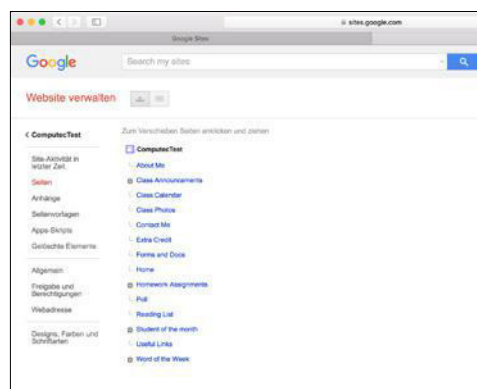 sites.google.com
Google Sites
Google
Search my sites
Website verwalten
ComputecTest
Zum Verschieben Seiten anklicken und ziehen
Site-Aktivität in
letzter Zeit
Seiten
Anhänge
Seitenvorlagen
Apps-Skripts
Gelöschte Elemente
Allgemein
Freigabe und
Berechtigungen
Webadresse
Designs, Farben und
Schriftarten
ComputecTest
About Me
Class Announcements
Class Calendar
Class Photos
Contact Me
Extra Credit
Forms and Docs
Home
Homework Assignments
Poll
Reading List
Student of the month
Useful Links
Word of the Week